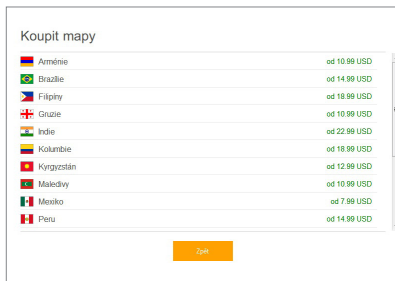 Koupit mapy
Arménie od 10.99 USD
Brazílie od 14.99 USD
Filipíny od 18.99 USD
Gruzie od 10.99 USD
Indie od 22.99 USD
Kolumbie od 18.99 USD
Kyrgyzstán od 12.99 USD
Maledivy od 10.99 USD
Mexiko od 7.99 USD
Peru od 14.99 USD
Zpět